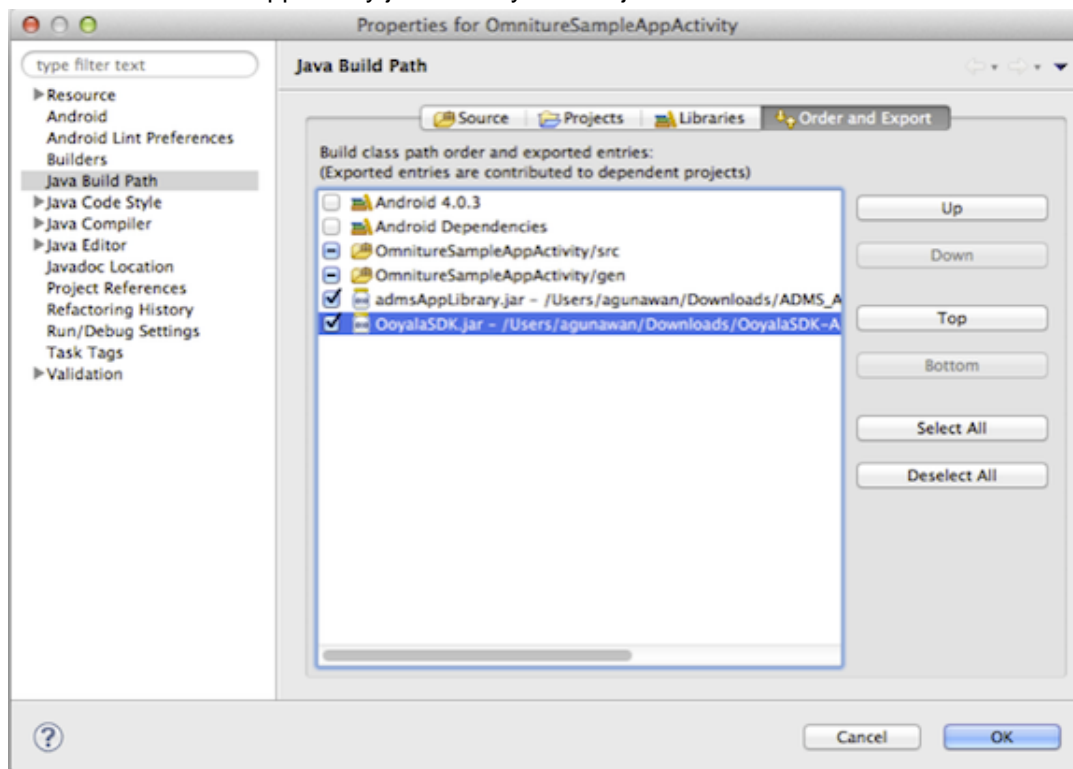 Properties for OmnitureSampleAppActivity
type filter text
Resource
Android
Android Lint Preferences
Builders
Java Build Path
Java Code Style
Java Compiler
Java Editor
Javadoc Location
Project References
Refactoring History
Run/Debug Settings
Task Tags
Validation
Java Build Path
Source Projects Libraries Order and Export
Build class path order and exported entries:
(Exported entries are contributed to dependent projects)
Android 4.0.3
Android Dependencies
OmnitureSampleAppActivity/src
OmnitureSampleAppActivity/gen
admsAppLibrary.jar - /Users/agunawan/Downloads/ADMS_A
OoyalaSDK.jar - /Users/agunawan/Downloads/OoyalaSDK-A
Up
Down
Top
Bottom
Select All
Deselect All
?
Cancel OK